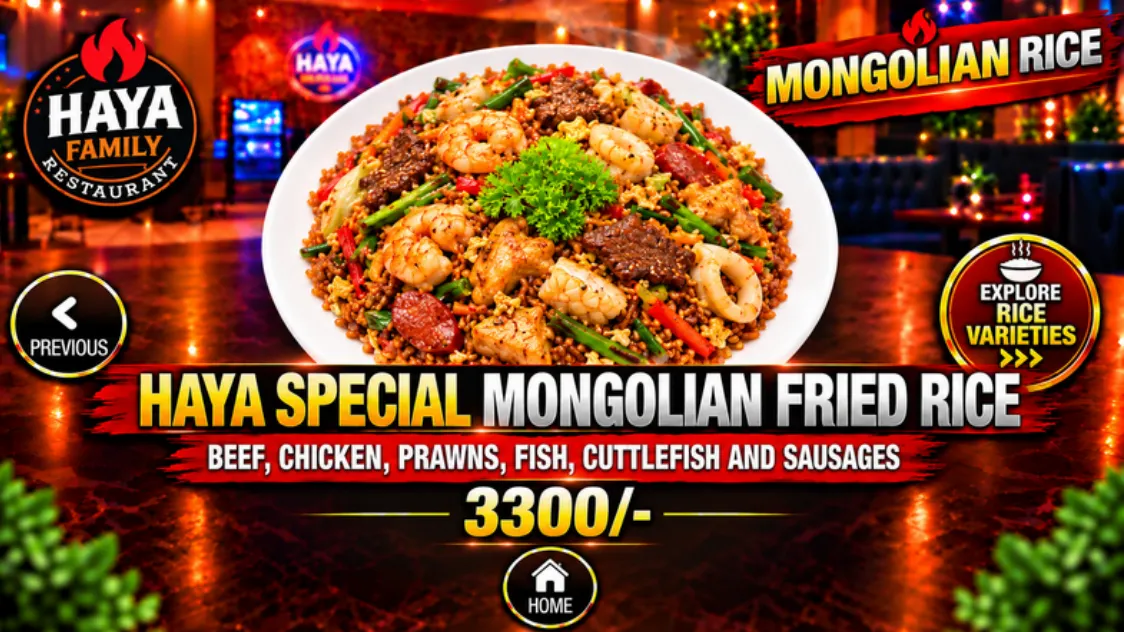 HAYA
FAMILY
RESTAURANT
HAYA
MONGOLIAN RICE
PREVIOUS
EXPLORE
RICE
VARIETIES
>>>
HAYA SPECIAL MONGOLIAN FRIED RICE
BEEF, CHICKEN, PRAWNS, FISH, CUTTLEFISH AND SAUSAGES
3300/-
HOME